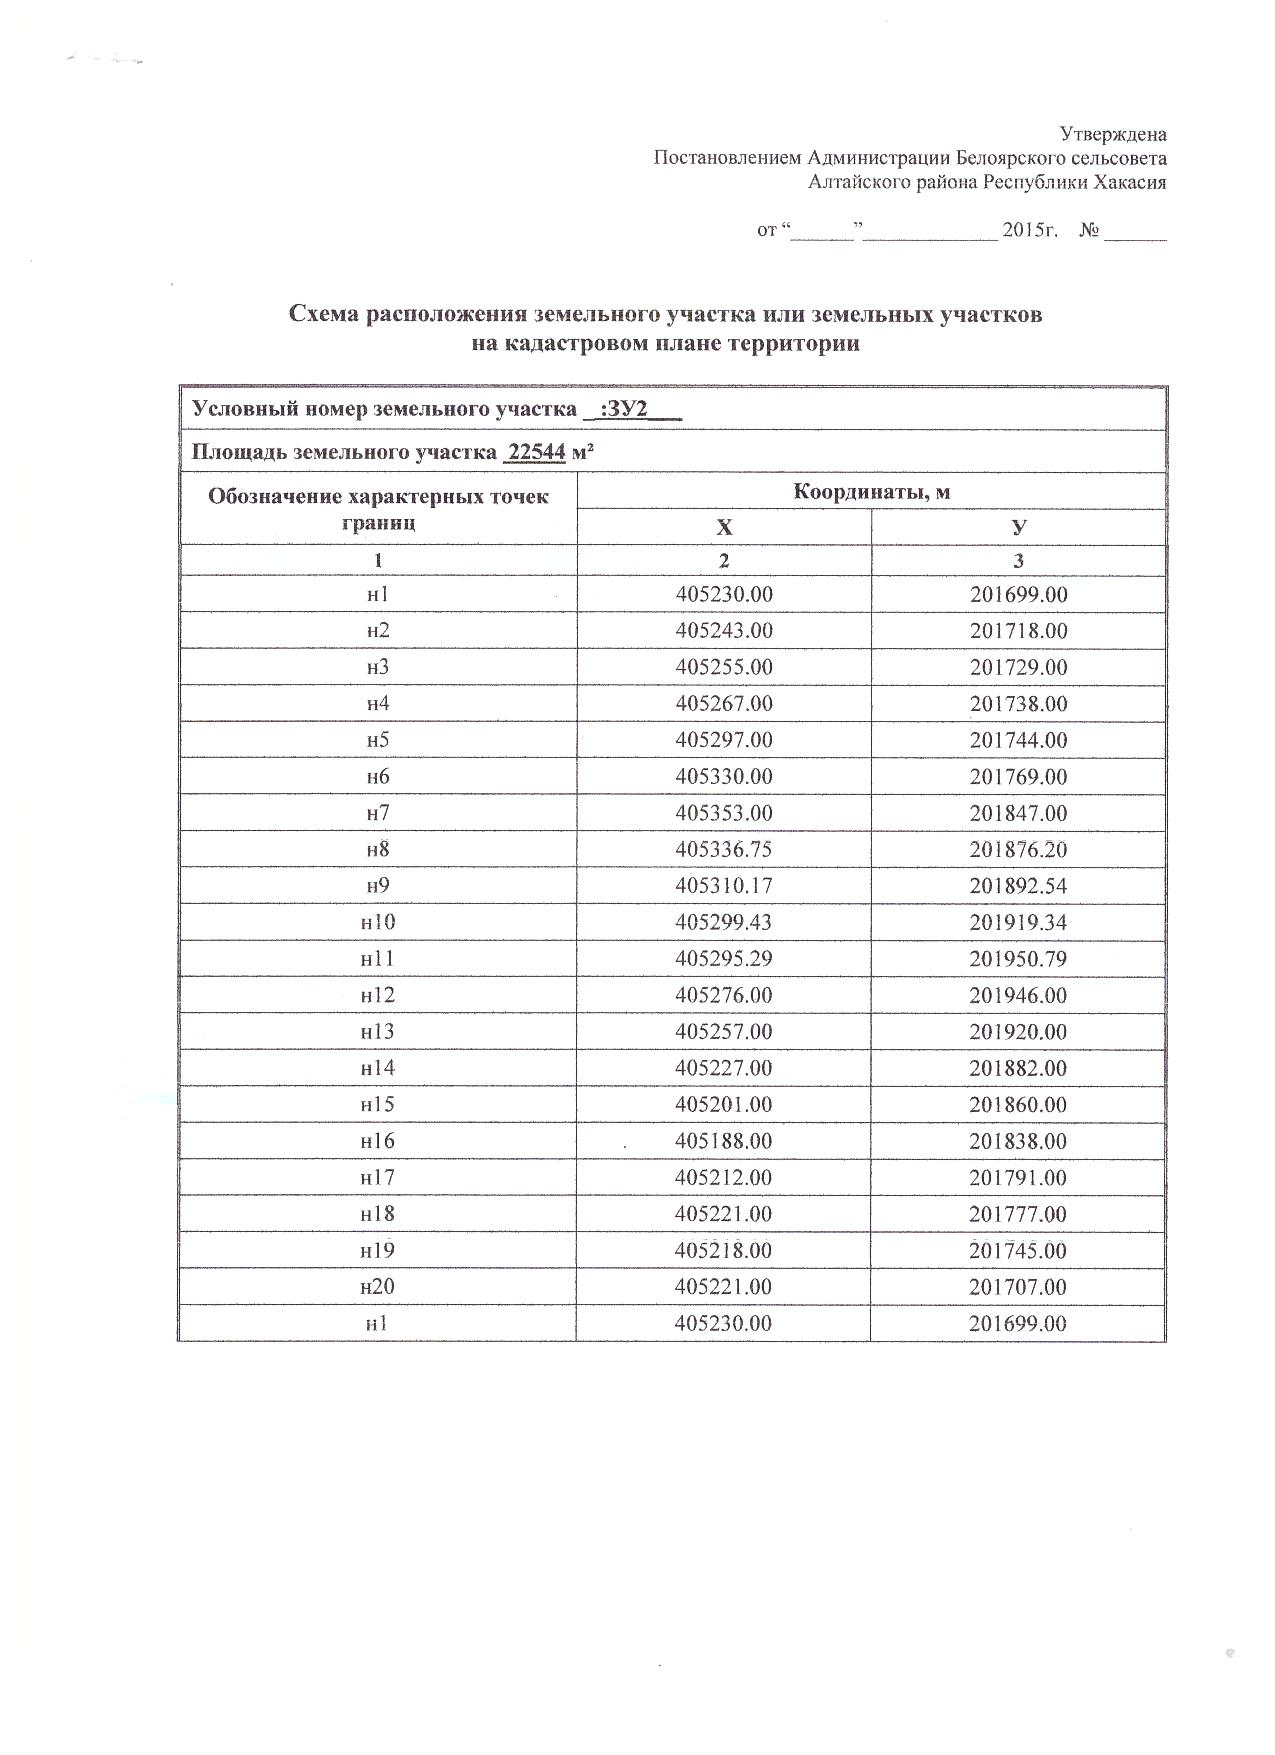 Утверждена
Постановлением Администрации Белоярского сельсовета
Алтайского района Республики Хакасия
от “______”_____________ 2015г. № ______
Схема расположения земельного участка или земельных участков
на кадастровом плане территории
Условный номер земельного участка _:ЗУ2___
Площадь земельного участка 22544 м²
Обозначение характерных точек границ Координаты, м
Х У
1 2 3
н1 405230.00 201699.00
н2 405243.00 201718.00
н3 405255.00 201729.00
н4 405267.00 201738.00
н5 405297.00 201744.00
н6 405330.00 201769.00
н7 405353.00 201847.00
н8 405336.75 201876.20
н9 405310.17 201892.54
н10 405299.43 201919.34
н11 405295.29 201950.79
н12 405276.00 201946.00
н13 405257.00 201920.00
н14 405227.00 201882.00
н15 405201.00 201860.00
н16 405188.00 201838.00
н17 405212.00 201791.00
н18 405221.00 201777.00
н19 405218.00 201745.00
н20 405221.00 201707.00
н1 405230.00 201699.00